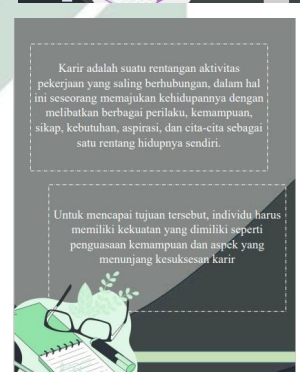 Karir adalah suatu rentangan aktivitas
pekerjaan yang saling berhubungan, dalam hal
ini seseorang memajukan kehidupannya dengan
melibatkan berbagai perilaku, kemampuan,
sikap, kebutuhan, aspirasi, dan cita-cita sebagai
satu rentang hidupnya sendiri.
Untuk mencapai tujuan tersebut, individu harus
memiliki kekuatan yang dimiliki seperti
penguasaan kemampuan dan aspek yang
menunjang kesuksesan karir